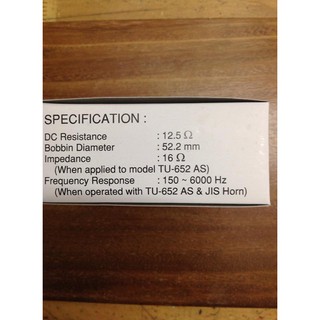 SPECIFICATION :
DC Resistance : 12.5 Ω
Bobbin Diameter : 52.2 mm
Impedance : 16 Ω
(When applied to model TU-652 AS)
Frequency Response : 150 ~ 6000 Hz
(When operated with TU-652 AS & JIS Horn)